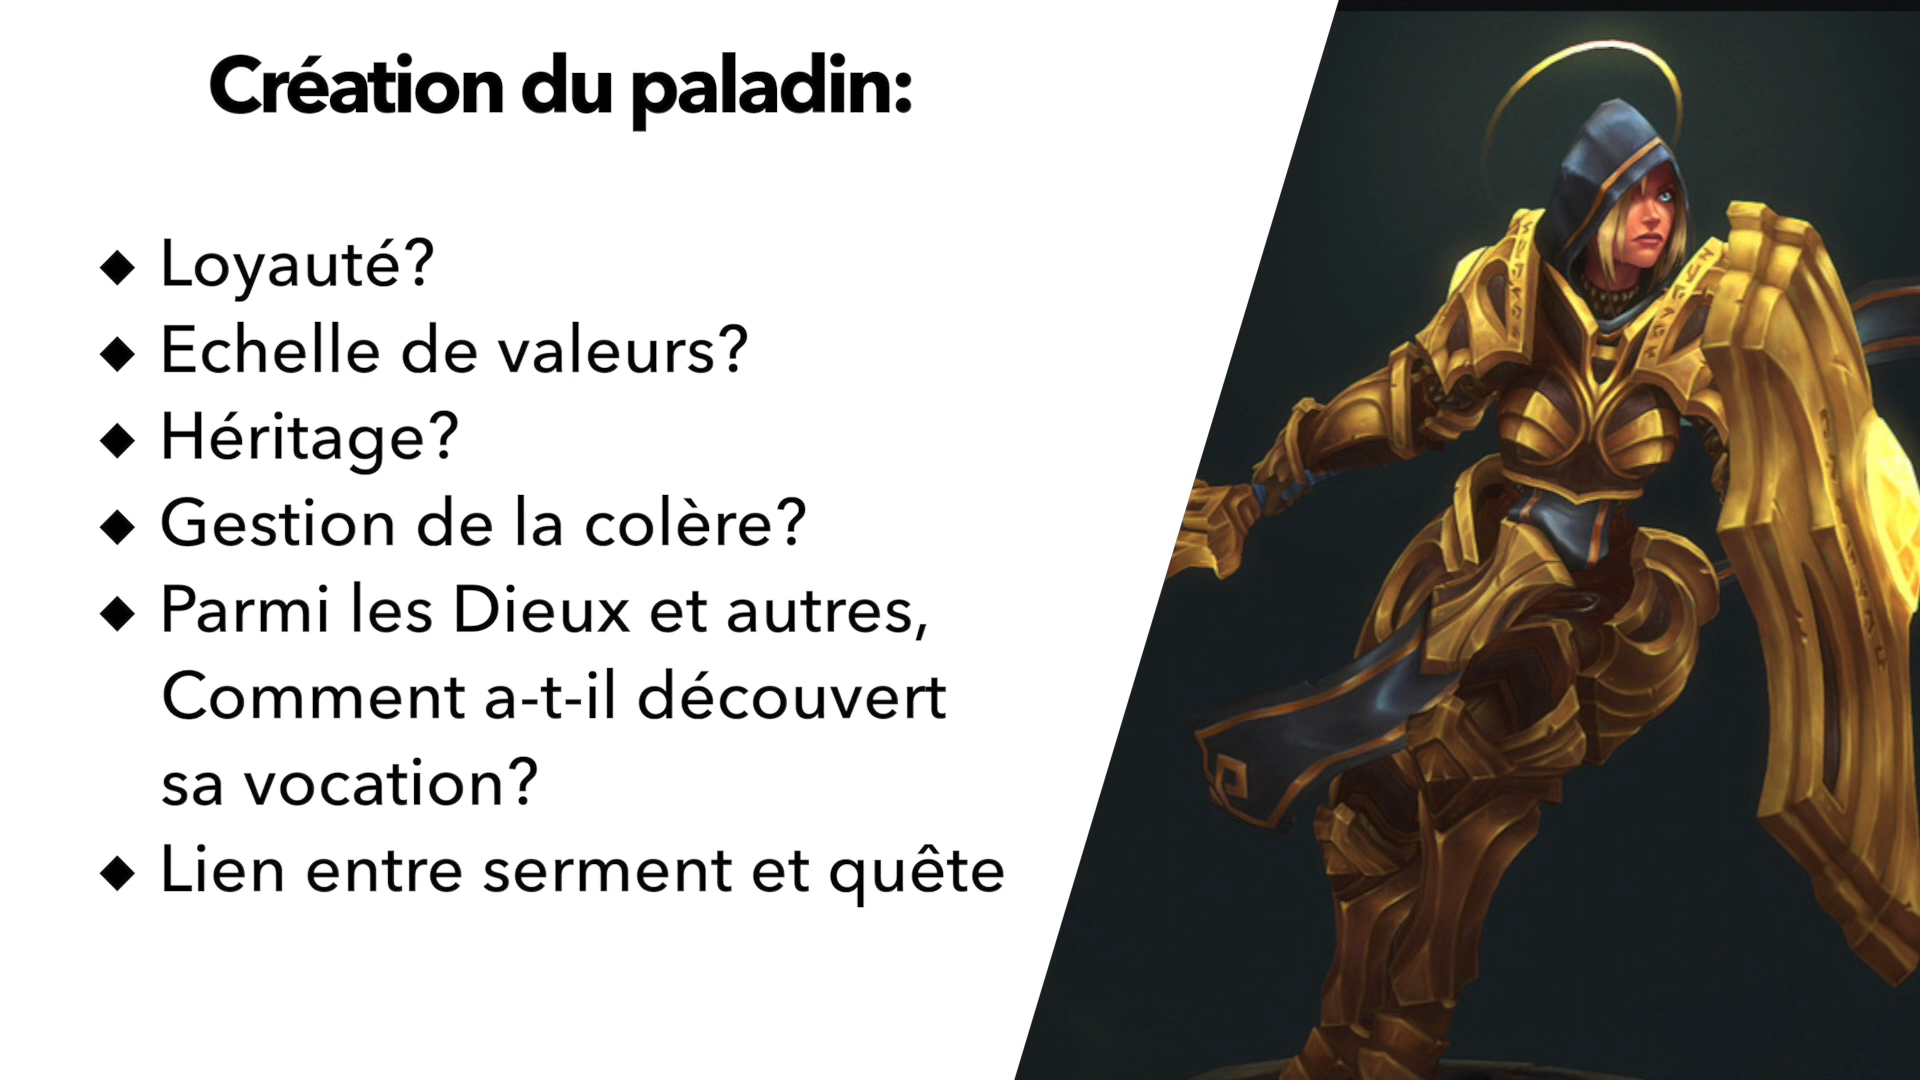 Création du paladin:
◆ Loyauté?
◆ Echelle de valeurs?
◆ Héritage?
◆ Gestion de la colère?
◆ Parmi les Dieux et autres,
Comment a-t-il découvert
sa vocation?
◆ Lien entre serment et quête